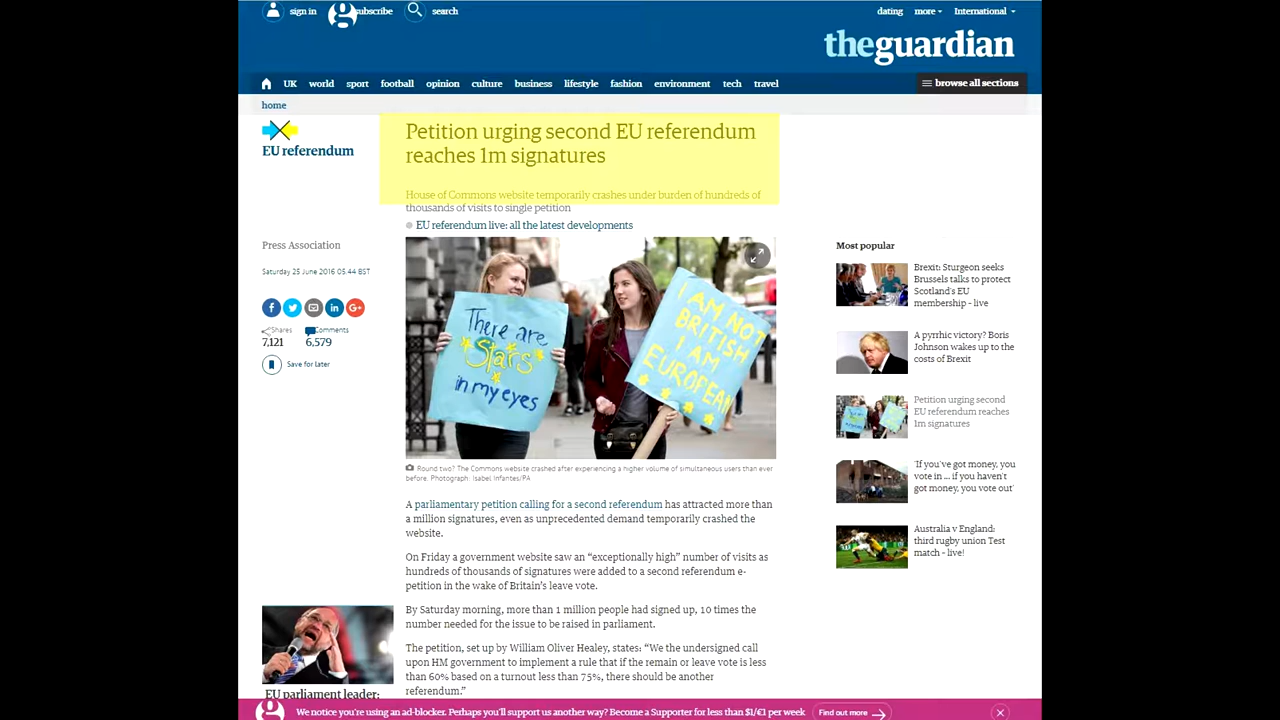 sign in
subscribe
search
dating
more
International
theguardian
UK
world
sport
football
opinion
culture
business
lifestyle
fashion
environment
tech
travel
browse all sections
home
EU referendum
Petition urging second EU referendum
reaches 1m signatures
House of Commons website temporarily crashes under burden of hundreds of
thousands of visits to single petition
EU referendum live: all the latest developments
Press Association
Saturday 25 June 2016 05.44 BST
Shares
7,121
Comments
6,579
Save for later
There are
Stars
in my eyes
I AM NOT
BRITISH
I AM
EUROPEAN
Round two? The Commons website crashed after experiencing a higher volume of simultaneous users than ever
before. Photograph: Isabel Infantes/PA
A parliamentary petition calling for a second referendum has attracted more than
a million signatures, even as unprecedented demand temporarily crashed the
website.
On Friday a government website saw an “exceptionally high” number of visits as
hundreds of thousands of signatures were added to a second referendum e-
petition in the wake of Britain's leave vote.
By Saturday morning, more than 1 million people had signed up, 10 times the
number needed for the issue to be raised in parliament.
The petition, set up by William Oliver Healey, states: “We the undersigned call
upon HM government to implement a rule that if the remain or leave vote is less
than 60% based on a turnout less than 75%, there should be another
referendum.”
EU parliament leader:
Most popular
Brexit: Sturgeon seeks
Brussels talks to protect
Scotland's EU
membership - live
A pyrrhic victory? Boris
Johnson wakes up to the
costs of Brexit
Petition urging second
EU referendum reaches
1m signatures
'If you've got money, you
vote in ... if you haven't
got money, you vote out'
Australia v England:
third rugby union Test
match – live!
We notice you're using an ad-blocker. Perhaps you'll support us another way? Become a Supporter for less than $1/€1 per week
Find out more